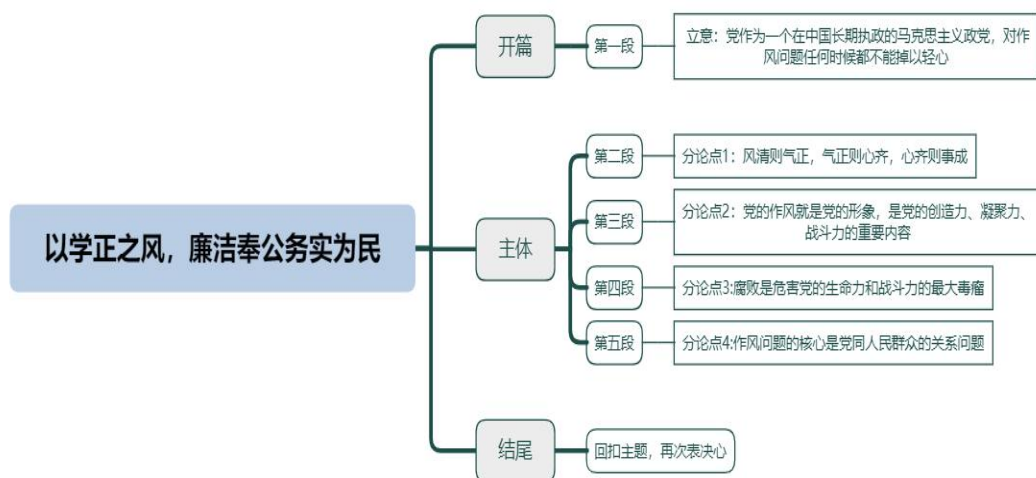 以学正之风，廉洁奉公务实为民
开篇
第一段
立意：党作为一个在中国长期执政的马克思主义政党，对作
风问题任何时候都不能掉以轻心
主体
第二段
分论点1：风清则气正，气正则心齐，心齐则事成
第三段
分论点2：党的作风就是党的形象，是党的创造力、凝聚力、
战斗力的重要内容
第四段
分论点3:腐败是危害党的生命力和战斗力的最大毒瘤
第五段
分论点4:作风问题的核心是党同人民群众的关系问题
结尾
回扣主题，再次表决心